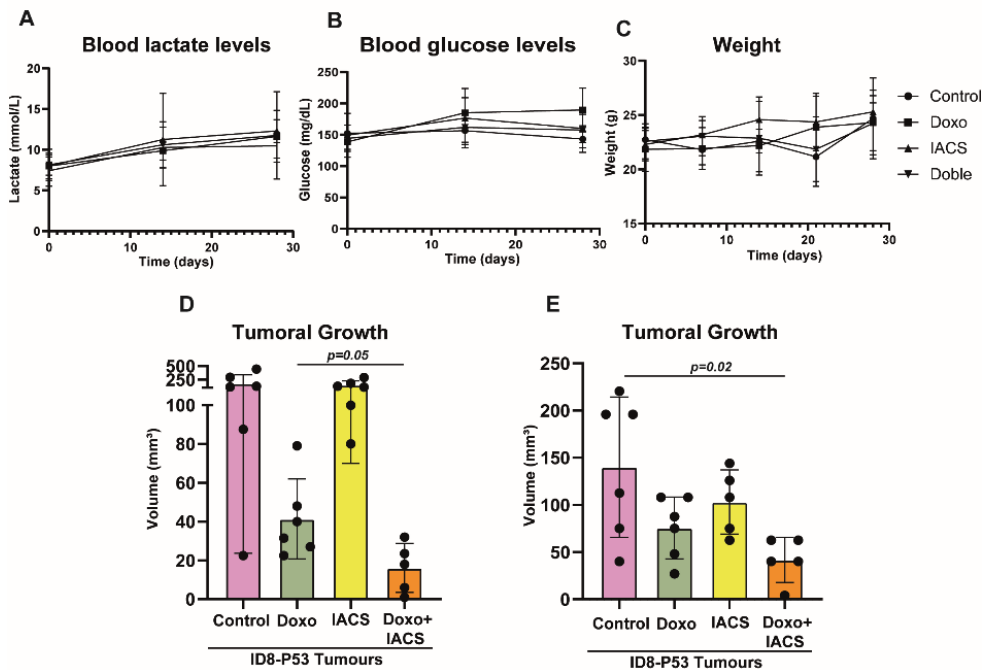 A
Blood lactate levels
20
15
10
5
0
Lactate (mmol/L)
0
10
20
30
Time (days)
B
Blood glucose levels
250
200
150
100
50
0
Glucose (mg/dL)
0
10
20
30
Time (days)
C
Weight
30
25
20
15
Weight (g)
0
10
20
30
Time (days)
Control
Doxo
IACS
Doble
D
Tumoral Growth
p=0.05
500
250
100
80
60
40
20
0
Volume (mm³)
Control
Doxo
IACS
Doxo+
IACS
ID8-P53 Tumours
E
Tumoral Growth
p=0.02
250
200
150
100
50
0
Volume (mm³)
Control
Doxo
IACS
Doxo+
IACS
ID8-P53 Tumours